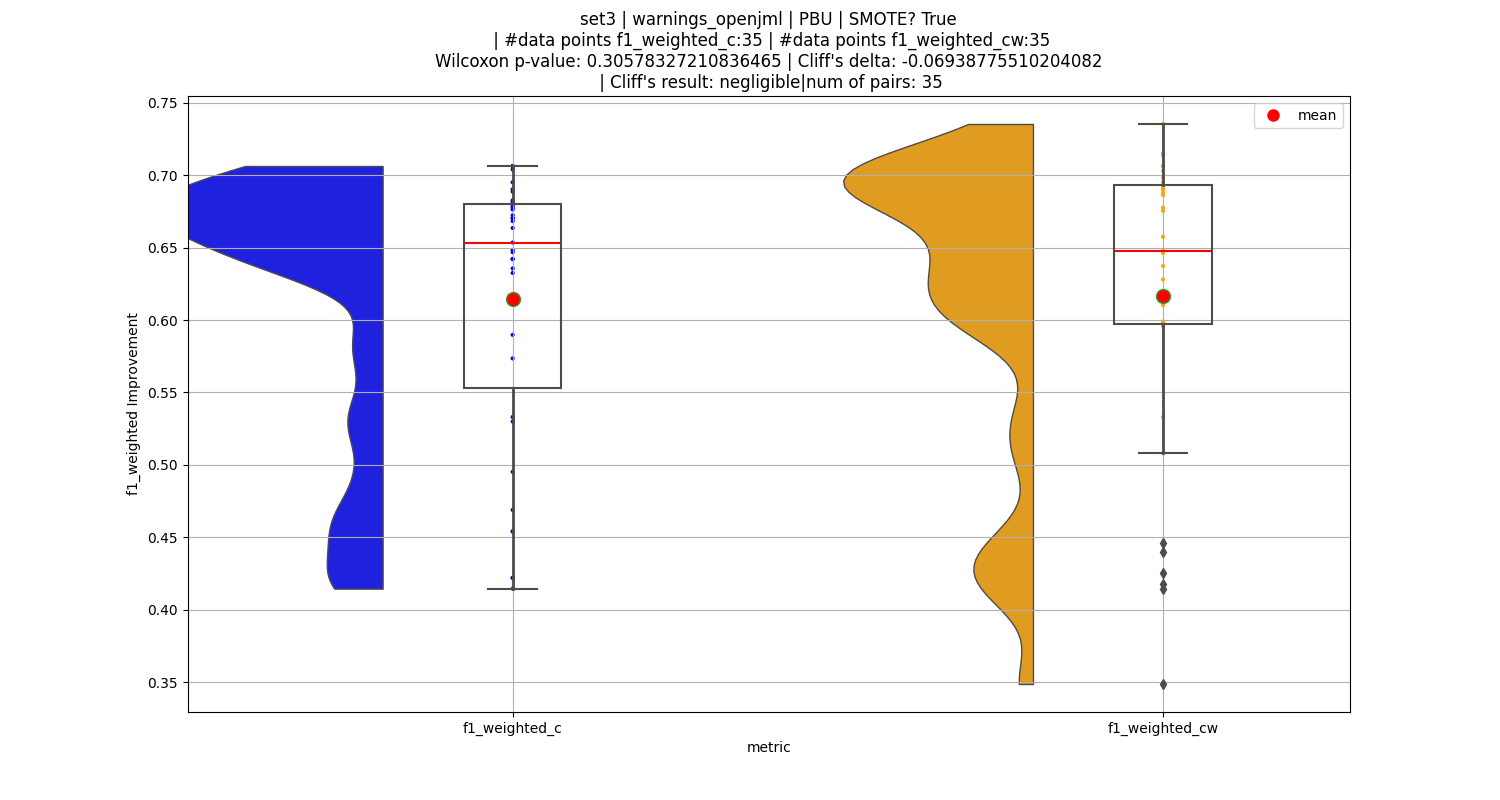 set3 | warnings_openjml | PBU | SMOTE? True
| #data points f1_weighted_c:35 | #data points f1_weighted_cw:35
Wilcoxon p-value: 0.30578327210836465 | Cliff's delta: -0.06938775510204082
| Cliff's result: negligible|num of pairs: 35
mean
0.75
0.70
0.65
0.60
0.55
0.50
0.45
0.40
0.35
f1_weighted Improvement
f1_weighted_c
f1_weighted_cw
metric